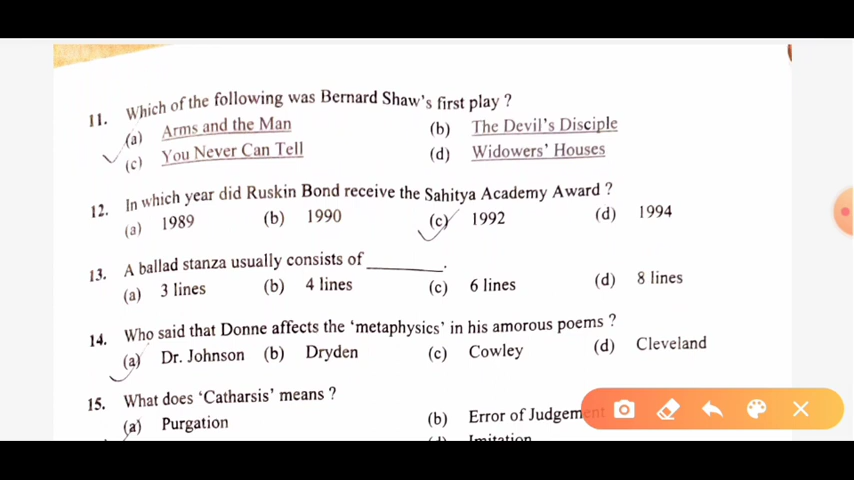 11. Which of the following was Bernard Shaw's first play ?
(a) Arms and the Man (b) The Devil's Disciple
(c) You Never Can Tell (d) Widowers' Houses
12. In which year did Ruskin Bond receive the Sahitya Academy Award ?
(a) 1989 (b) 1990 (c) 1992 (d) 1994
13. A ballad stanza usually consists of ________.
(a) 3 lines (b) 4 lines (c) 6 lines (d) 8 lines
14. Who said that Donne affects the 'metaphysics' in his amorous poems ?
(a) Dr. Johnson (b) Dryden (c) Cowley (d) Cleveland
15. What does 'Catharsis' means ?
(a) Purgation (b) Error of Judgement
(d) Imitation